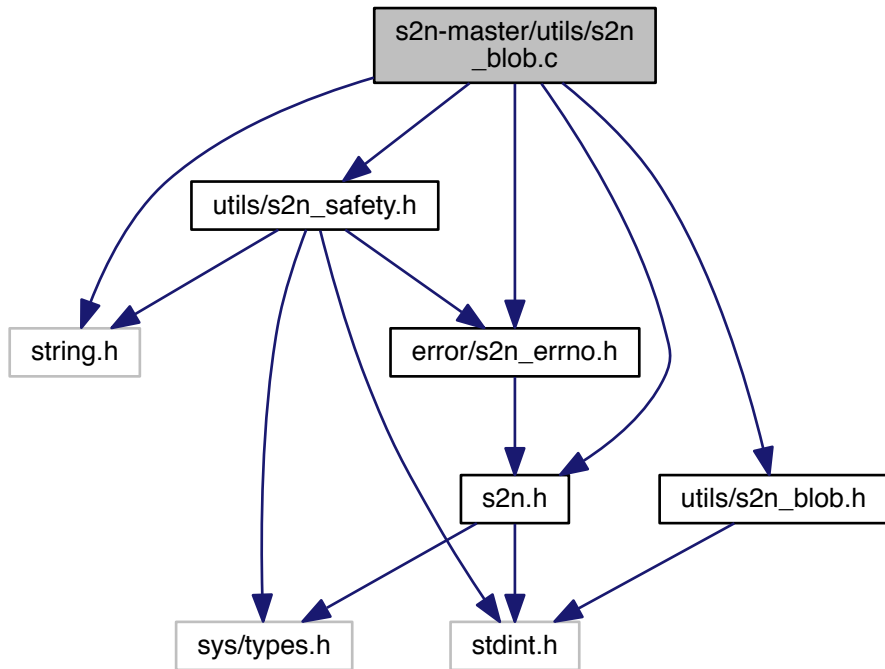 s2n-master/utils/s2n
_blob.c
utils/s2n_safety.h
string.h
error/s2n_errno.h
s2n.h
utils/s2n_blob.h
sys/types.h
stdint.h